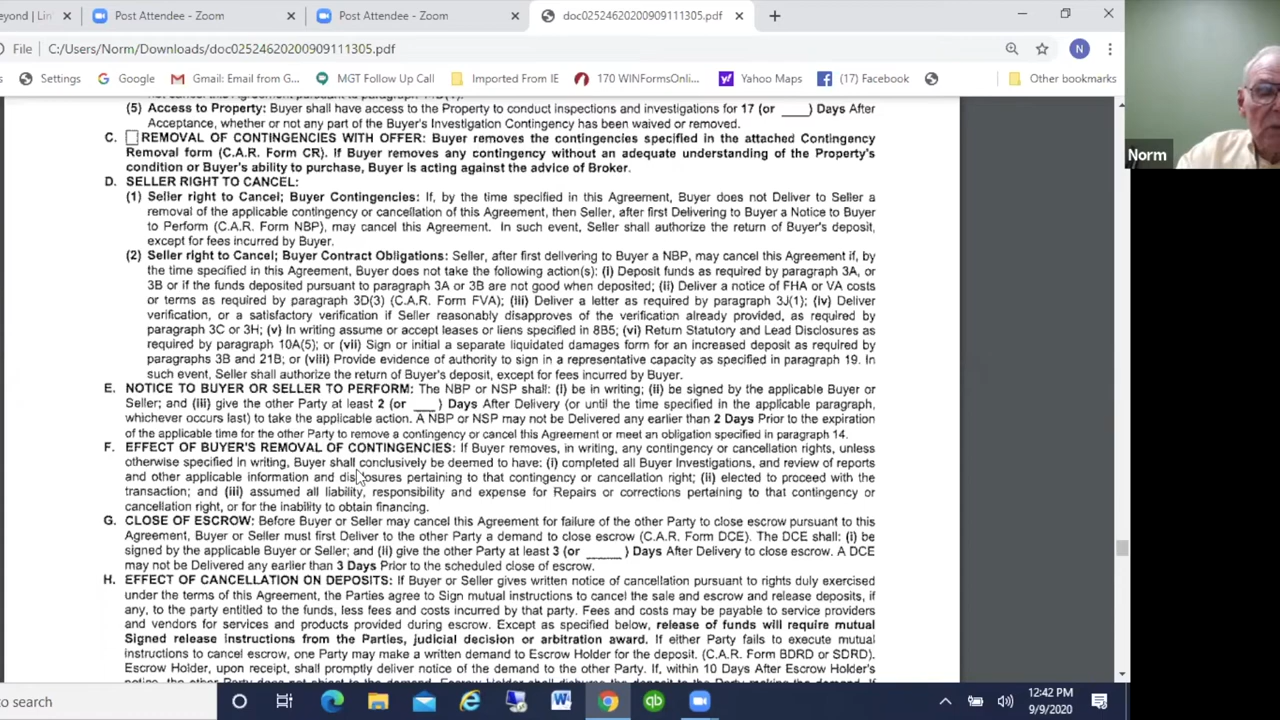 eyond | Lin
Post Attendee - Zoom
Post Attendee - Zoom
doc02524620200909111305.pdf
File C:/Users/Norm/Downloads/doc02524620200909111305.pdf
N
Settings
Google
Gmail: Email from G...
MGT Follow Up Call
Imported From IE
170 WINFormsOnli...
Yahoo Maps
(17) Facebook
Other bookmarks
(5) Access to Property: Buyer shall have access to the Property to conduct inspections and investigations for 17 (or ____) Days After
Acceptance, whether or not any part of the Buyer's Investigation Contingency has been waived or removed.
C. REMOVAL OF CONTINGENCIES WITH OFFER: Buyer removes the contingencies specified in the attached Contingency
Removal form (C.A.R. Form CR). If Buyer removes any contingency without an adequate understanding of the Property's
condition or Buyer's ability to purchase, Buyer is acting against the advice of Broker.
D. SELLER RIGHT TO CANCEL:
(1) Seller right to Cancel; Buyer Contingencies: If, by the time specified in this Agreement, Buyer does not Deliver to Seller a
removal of the applicable contingency or cancellation of this Agreement, then Seller, after first Delivering to Buyer a Notice to Buyer
to Perform (C.A.R. Form NBP), may cancel this Agreement. In such event, Seller shall authorize the return of Buyer's deposit,
except for fees incurred by Buyer.
(2) Seller right to Cancel; Buyer Contract Obligations: Seller, after first delivering to Buyer a NBP, may cancel this Agreement if, by
the time specified in this Agreement, Buyer does not take the following action(s): (i) Deposit funds as required by paragraph 3A, or
3B or if the funds deposited pursuant to paragraph 3A or 3B are not good when deposited; (ii) Deliver a notice of FHA or VA costs
or terms as required by paragraph 3D(3) (C.A.R. Form FVA); (iii) Deliver a letter as required by paragraph 3J(1); (iv) Deliver
verification, or a satisfactory verification if Seller reasonably disapproves of the verification already provided, as required by
paragraph 3C or 3H; (v) In writing assume or accept leases or liens specified in 8B5; (vi) Return Statutory and Lead Disclosures as
required by paragraph 10A(5); or (vii) Sign or initial a separate liquidated damages form for an increased deposit as required by
paragraphs 3B and 21B; or (viii) Provide evidence of authority to sign in a representative capacity as specified in paragraph 19. In
such event, Seller shall authorize the return of Buyer's deposit, except for fees incurred by Buyer.
E. NOTICE TO BUYER OR SELLER TO PERFORM: The NBP or NSP shall: (i) be in writing; (ii) be signed by the applicable Buyer or
Seller; and (iii) give the other Party at least 2 (or ___ ) Days After Delivery (or until the time specified in the applicable paragraph,
whichever occurs last) to take the applicable action. A NBP or NSP may not be Delivered any earlier than 2 Days Prior to the expiration
of the applicable time for the other Party to remove a contingency or cancel this Agreement or meet an obligation specified in paragraph 14.
F. EFFECT OF BUYER'S REMOVAL OF CONTINGENCIES: If Buyer removes, in writing, any contingency or cancellation rights, unless
otherwise specified in writing, Buyer shall conclusively be deemed to have: (i) completed all Buyer Investigations, and review of reports
and other applicable information and disclosures pertaining to that contingency or cancellation right; (ii) elected to proceed with the
transaction; and (iii) assumed all liability, responsibility and expense for Repairs or corrections pertaining to that contingency or
cancellation right, or for the inability to obtain financing.
G. CLOSE OF ESCROW: Before Buyer or Seller may cancel this Agreement for failure of the other Party to close escrow pursuant to this
Agreement, Buyer or Seller must first Deliver to the other Party a demand to close escrow (C.A.R. Form DCE). The DCE shall: (i) be
signed by the applicable Buyer or Seller; and (ii) give the other Party at least 3 (or _____ ) Days After Delivery to close escrow. A DCE
may not be Delivered any earlier than 3 Days Prior to the scheduled close of escrow.
H. EFFECT OF CANCELLATION ON DEPOSITS: If Buyer or Seller gives written notice of cancellation pursuant to rights duly exercised
under the terms of this Agreement, the Parties agree to Sign mutual instructions to cancel the sale and escrow and release deposits, if
any, to the party entitled to the funds, less fees and costs incurred by that party. Fees and costs may be payable to service providers
and vendors for services and products provided during escrow. Except as specified below, release of funds will require mutual
Signed release instructions from the Parties, judicial decision or arbitration award. If either Party fails to execute mutual
instructions to cancel escrow, one Party may make a written demand to Escrow Holder for the deposit. (C.A.R. Form BDRD or SDRD).
Escrow Holder, upon receipt, shall promptly deliver notice of the demand to the other Party. If, within 10 Days After Escrow Holder's
Norm
to search
12:42 PM
9/9/2020